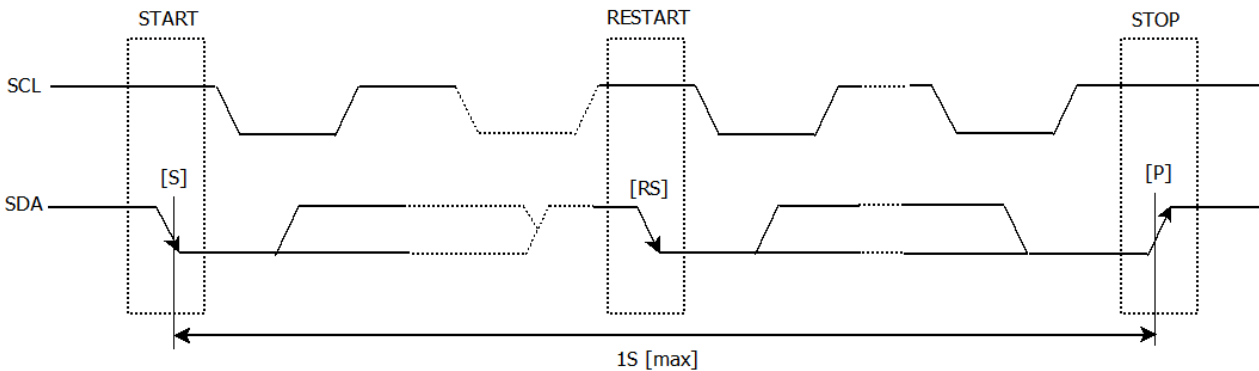 START RESTART STOP
SCL
[S] [RS] [P]
SDA
1S [max]